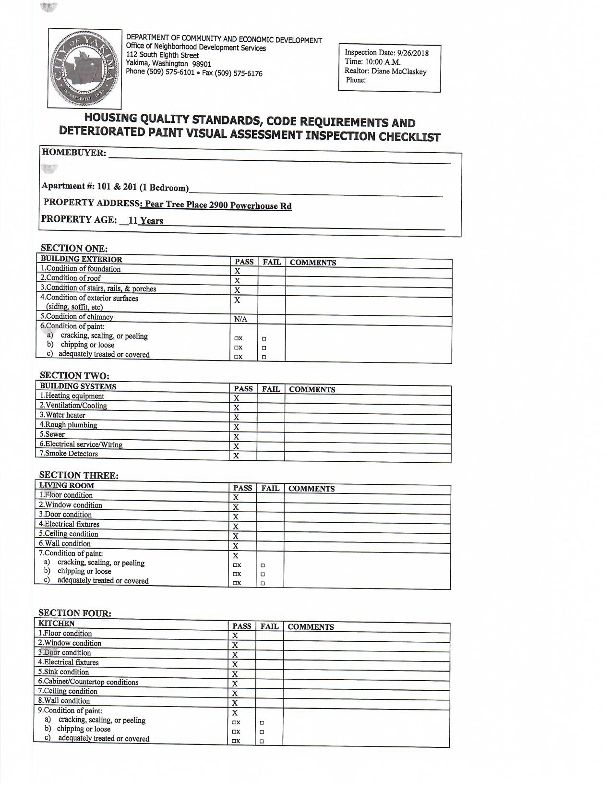 CITY OF YAKIMA
DEPARTMENT OF COMMUNITY AND ECONOMIC DEVELOPMENT
Office of Neighborhood Development Services
112 South Eighth Street
Yakima, Washington 98901
Phone (509) 575-6101 • Fax (509) 575-6176
Inspection Date: 9/26/2018
Time: 10:00 A.M.
Realtor: Diane McClaskey
Phone:
HOUSING QUALITY STANDARDS, CODE REQUIREMENTS AND
DETERIORATED PAINT VISUAL ASSESSMENT INSPECTION CHECKLIST
HOMEBUYER:
Apartment #: 101 & 201 (1 Bedroom)
PROPERTY ADDRESS: Pear Tree Place 2900 Powerhouse Rd
PROPERTY AGE: 11 Years
SECTION ONE:
BUILDING EXTERIOR PASS FAIL COMMENTS
1.Condition of foundation X
2.Condition of roof X
3.Condition of stairs, rails, & porches X
4.Condition of exterior surfaces X
(siding, soffit, etc)
5.Condition of chimney N/A
6.Condition of paint:
a) cracking, scaling, or peeling □X □
b) chipping or loose □X □
c) adequately treated or covered □X □
SECTION TWO:
BUILDING SYSTEMS PASS FAIL COMMENTS
1.Heating equipment X
2.Ventilation/Cooling X
3.Water heater X
4.Rough plumbing X
5.Sewer X
6.Electrical service/Wiring X
7.Smoke Detectors X
SECTION THREE:
LIVING ROOM PASS FAIL COMMENTS
1.Floor condition X
2.Window condition X
3.Door condition X
4.Electrical fixtures X
5.Ceiling condition X
6.Wall condition X
7.Condition of paint: X
a) cracking, scaling, or peeling □X □
b) chipping or loose □X □
c) adequately treated or covered □X □
SECTION FOUR:
KITCHEN PASS FAIL COMMENTS
1.Floor condition X
2.Window condition X
3.Door condition X
4.Electrical fixtures X
5.Sink condition X
6.Cabinet/Countertop conditions X
7.Ceiling condition X
8.Wall condition X
9.Condition of paint: X
a) cracking, scaling, or peeling □X □
b) chipping or loose □X □
c) adequately treated or covered □X □